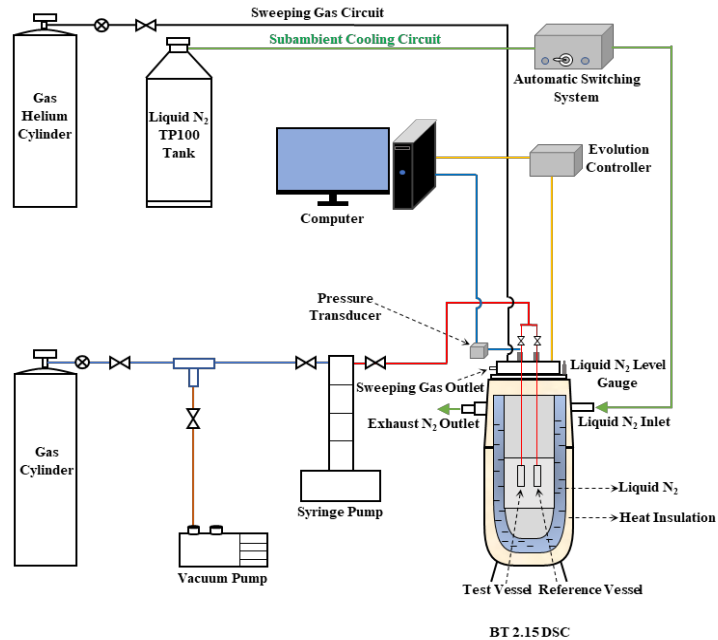 Sweeping Gas Circuit
Subambient Cooling Circuit
Automatic Switching
System
Gas
Helium
Cylinder
Liquid N₂
TP100
Tank
Evolution
Controller
Computer
Pressure
Transducer
Sweeping Gas Outlet
Liquid N₂ Level
Gauge
Exhaust N₂ Outlet
Liquid N₂ Inlet
Gas
Cylinder
Syringe Pump
Liquid N₂
Heat Insulation
Vacuum Pump
Test Vessel
Reference Vessel
BT 2.15 DSC